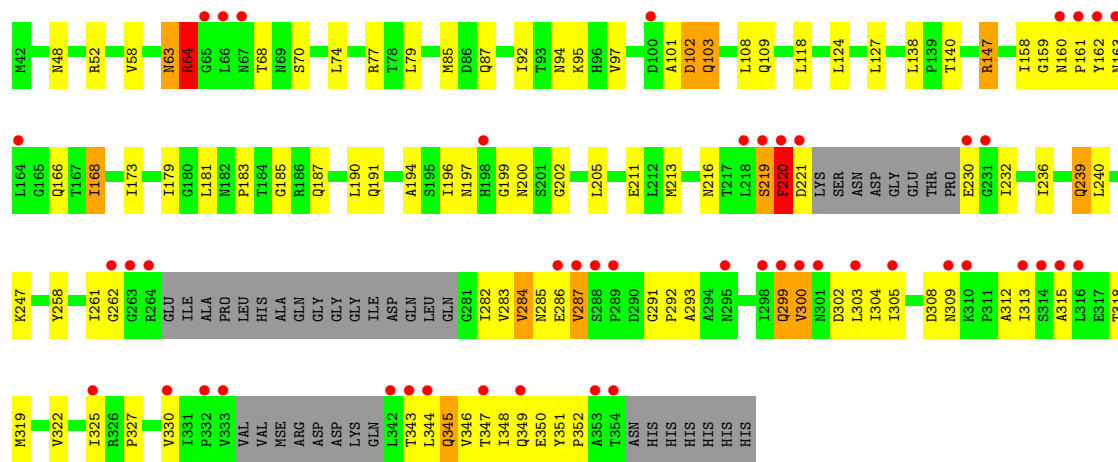 M42 N48 R52 V58 N63 R64 G65 L66 N67 T68 N69 S70 L74 R77 T78 L79 M85 D86 Q87 I92 T93 N94 K95 H96 V97 D100 A101 D102 Q103 L108 Q109 L118 L124 L127 L138 P139 T140 R147 I158 G159 N160 P161 Y162 N163
L164 G165 Q166 T167 I168 I173 I179 G180 L181 N182 P183 T184 G185 R186 Q187 L190 Q191 A194 S195 I196 N197 H198 G199 N200 S201 G202 L205 E211 L212 M213 N216 T217 L218 S219 F220 D221 LYS SER ASN ASP GLY GLU THR PRO E230 G231 I232 I236 Q239 L240
K247 Y258 I261 G262 G263 R264 GLU ILE ALA PRO LEU HIS ALA GLN GLY GLY GLY ILE ASP GLN LEU GLN G281 I282 V283 V284 N285 E286 V287 S288 P289 D290 G291 P292 A293 A294 N295 I298 Q299 V300 N301 D302 L303 I304 I305 D308 N309 K310 P311 A312 I313 S314 A315 L316 E317 T318
M319 V322 I325 R326 P327 V330 I331 P332 V333 VAL VAL MSE ARG ASP ASP LYS GLN L342 T343 L344 Q345 V346 T347 I348 Q349 E350 Y351 P352 A353 T354 ASN HIS HIS HIS HIS HIS HIS